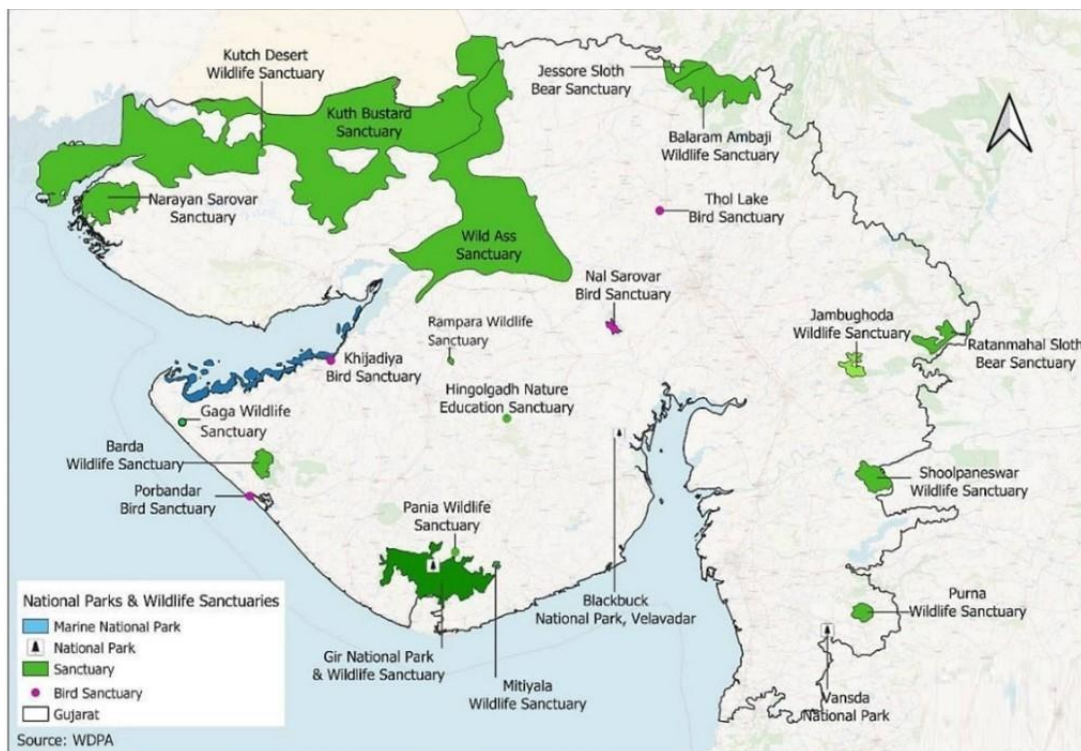 Kutch Desert
Wildlife Sanctuary
Jessore Sloth
Bear Sanctuary
Kuth Bustard
Sanctuary
Balaram Ambaji
Wildlife Sanctuary
Narayan Sarovar
Sanctuary
Thol Lake
Bird Sanctuary
Wild Ass
Sanctuary
Nal Sarovar
Bird Sanctuary
Rampara Wildlife
Sanctuary
Jambughoda
Wildlife Sanctuary
Ratanmahal Sloth
Bear Sanctuary
Khijadiya
Bird Sanctuary
Hingolgadh Nature
Education Sanctuary
Gaga Wildlife
Sanctuary
Barda
Wildlife Sanctuary
Shoolpaneswar
Wildlife Sanctuary
Porbandar
Bird Sanctuary
Pania Wildlife
Sanctuary
Blackbuck
National Park, Velavadar
Purna
Wildlife Sanctuary
Gir National Park
& Wildlife Sanctuary
Mitiyala
Wildlife Sanctuary
Vansda
National Park
National Parks & Wildlife Sanctuaries
Marine National Park
National Park
Sanctuary
Bird Sanctuary
Gujarat
Source: WDPA